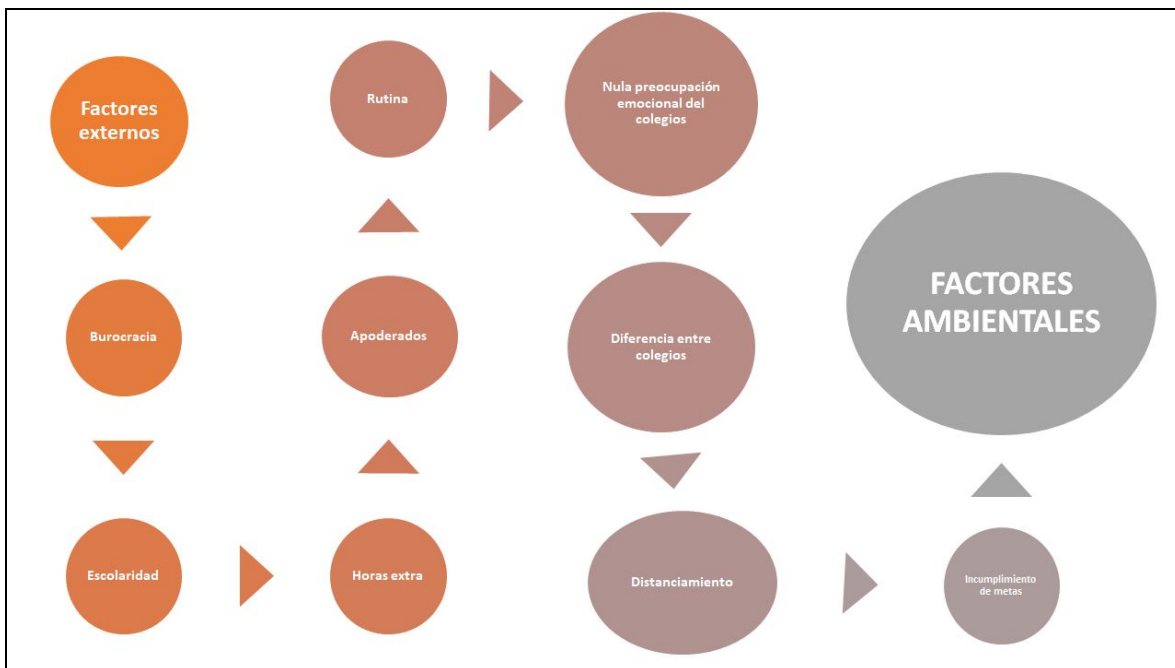 Factores
externos
Burocracia
Escolaridad
Horas extra
Apoderados
Rutina
Nula preocupación
emocional del
colegios
Diferencia entre
colegios
Distanciamiento
Incumplimiento
de metas
FACTORES
AMBIENTALES